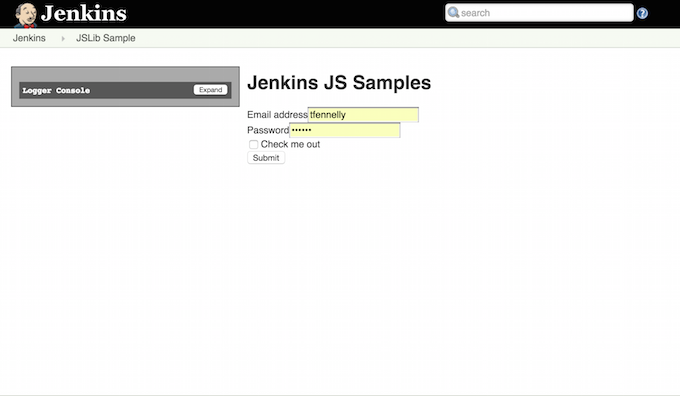 Jenkins
search
Jenkins JSLib Sample
Logger Console Expand
Jenkins JS Samples
Email address tfennelly
Password ••••••
Check me out
Submit